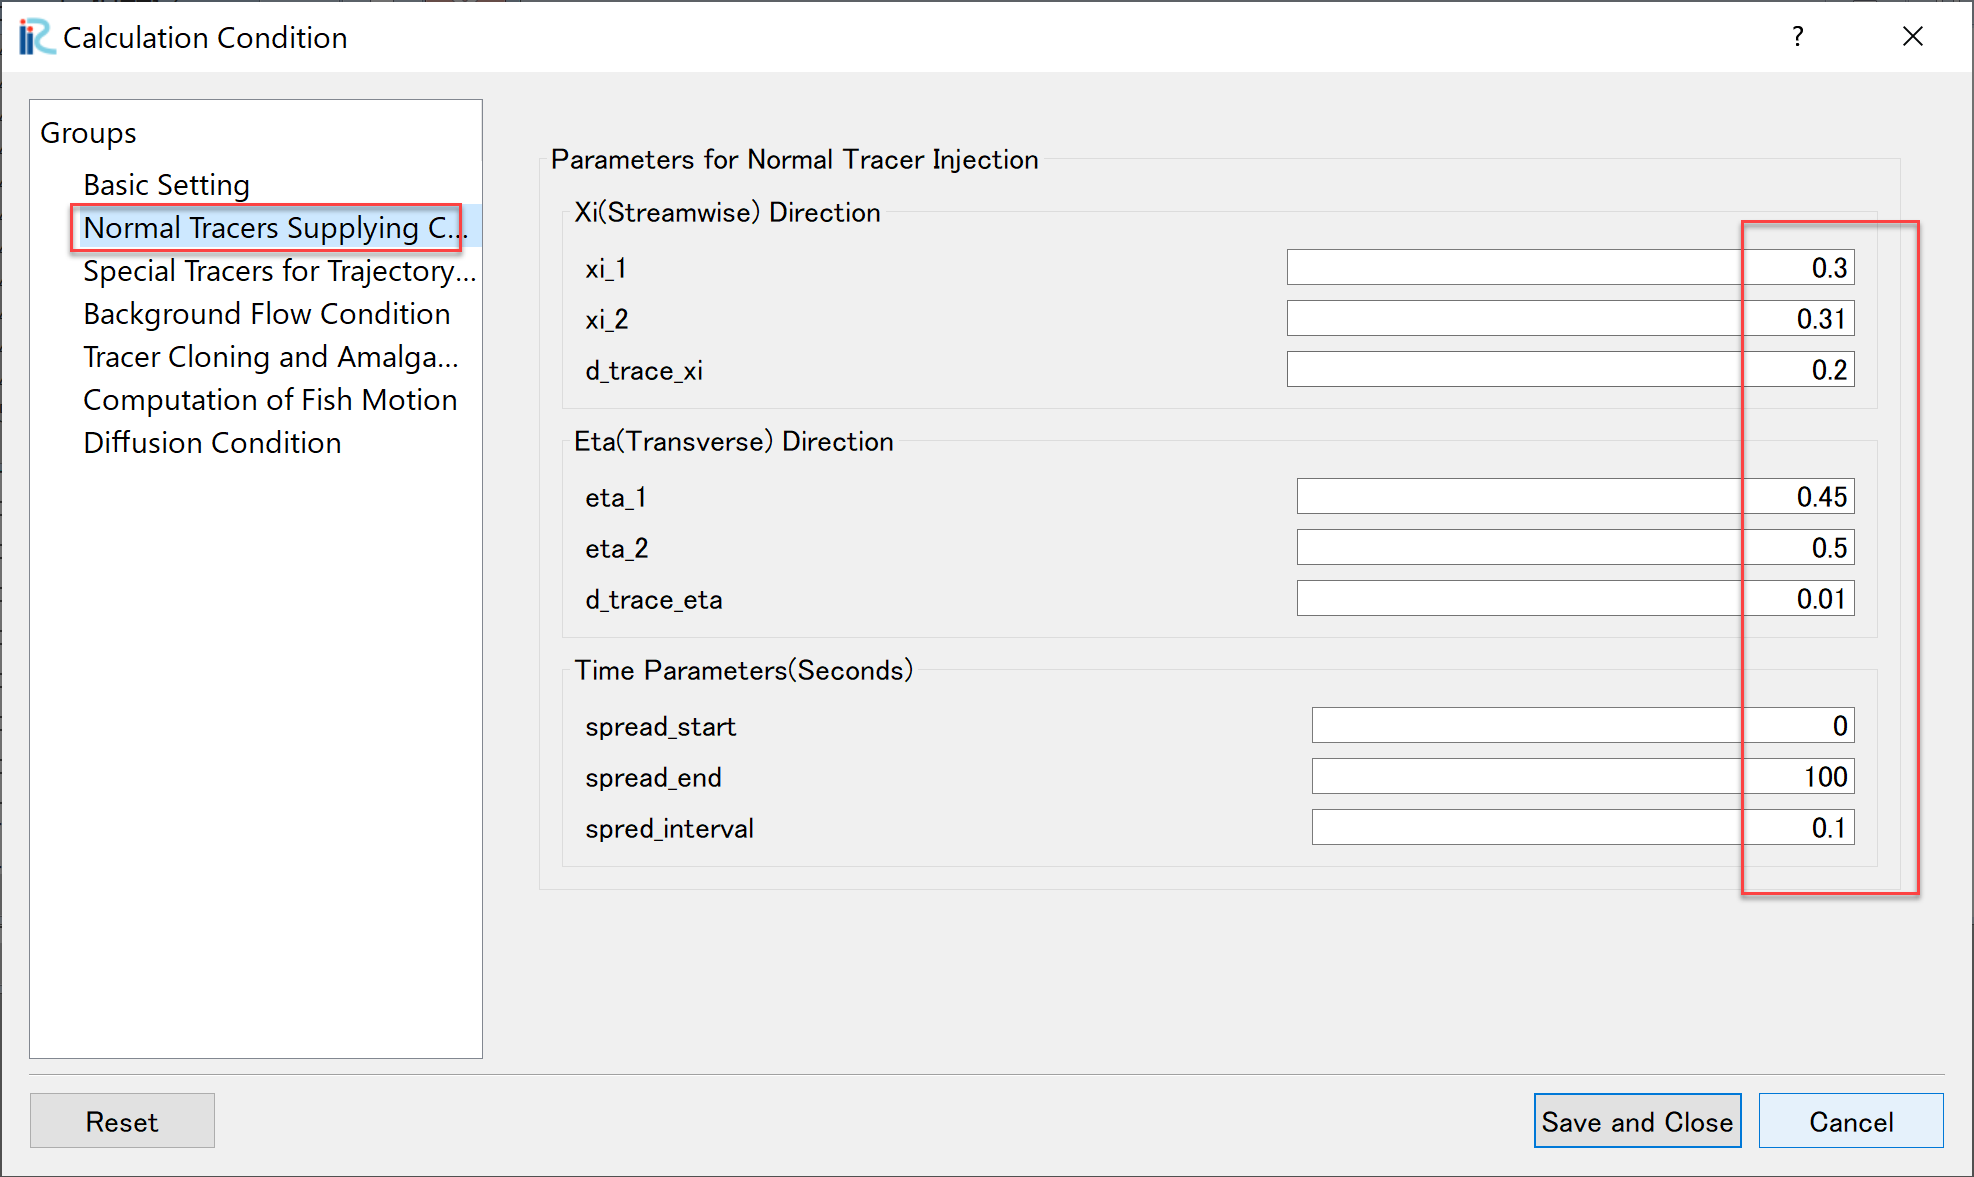 iRIC Calculation Condition ?
Groups
Basic Setting
Normal Tracers Supplying C...
Special Tracers for Trajectory...
Background Flow Condition
Tracer Cloning and Amalga...
Computation of Fish Motion
Diffusion Condition
Parameters for Normal Tracer Injection
Xi(Streamwise) Direction
xi_1 0.3
xi_2 0.31
d_trace_xi 0.2
Eta(Transverse) Direction
eta_1 0.45
eta_2 0.5
d_trace_eta 0.01
Time Parameters(Seconds)
spread_start 0
spread_end 100
spred_interval 0.1
Reset Save and Close Cancel